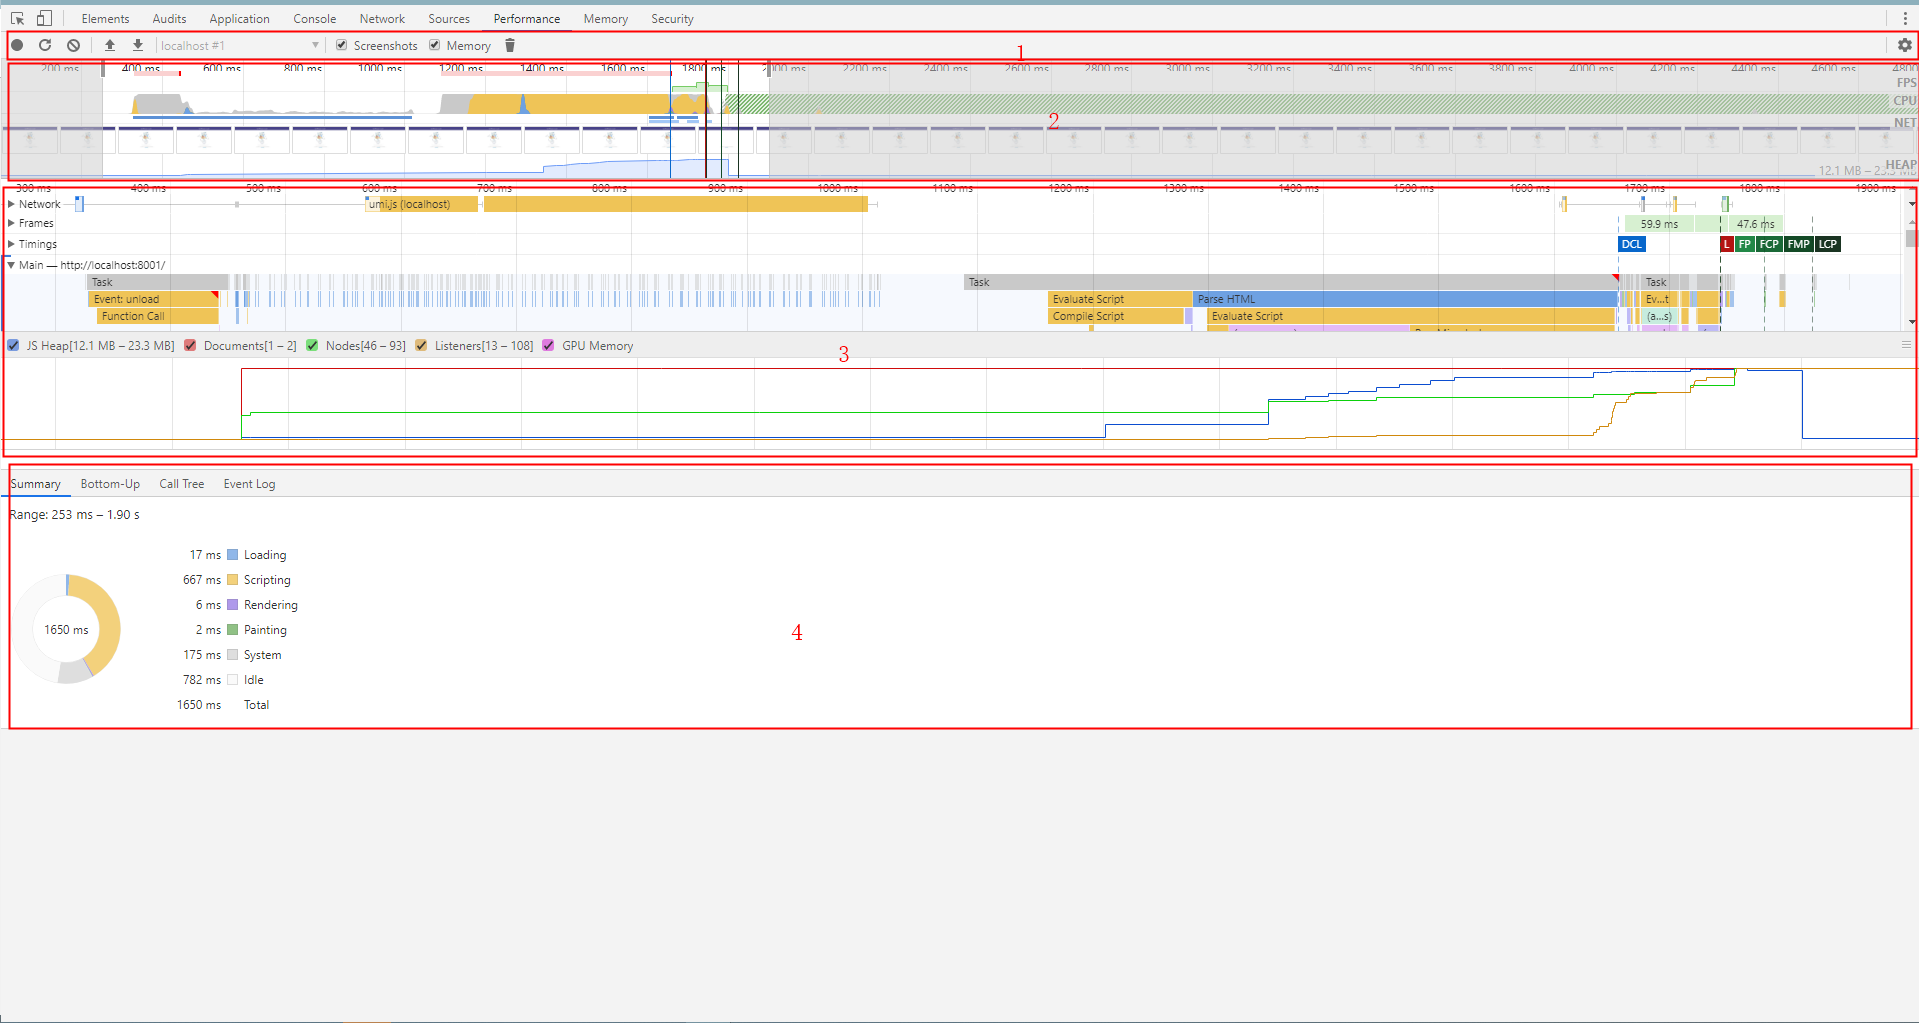 Elements Audits Application Console Network Sources Performance Memory Security
localhost #1 Screenshots Memory
1
200 ms 400 ms 600 ms 800 ms 1000 ms 1200 ms 1400 ms 1600 ms 1800 ms 2000 ms 2200 ms 2400 ms 2600 ms 2800 ms 3000 ms 3200 ms 3400 ms 3600 ms 3800 ms 4000 ms 4200 ms 4400 ms 4600 ms 4800
FPS
CPU
2
NET
HEAP
12.1 MB – 23.3 MB
300 ms 400 ms 500 ms 600 ms 700 ms 800 ms 900 ms 1000 ms 1100 ms 1200 ms 1300 ms 1400 ms 1500 ms 1600 ms 1700 ms 1800 ms 1900 ms
Network umi.js (localhost)
Frames 59.9 ms 47.6 ms
Timings DCL L FP FCP FMP LCP
Main — http://localhost:8001/
Task Task Task
Event: unload Evaluate Script Parse HTML Ev...t
Function Call Compile Script Evaluate Script (a...s)
JS Heap[12.1 MB – 23.3 MB] Documents[1 – 2] Nodes[46 – 93] Listeners[13 – 108] GPU Memory
3
Summary Bottom-Up Call Tree Event Log
Range: 253 ms – 1.90 s
17 ms Loading
667 ms Scripting
6 ms Rendering
2 ms Painting
175 ms System
782 ms Idle
1650 ms Total
1650 ms
4